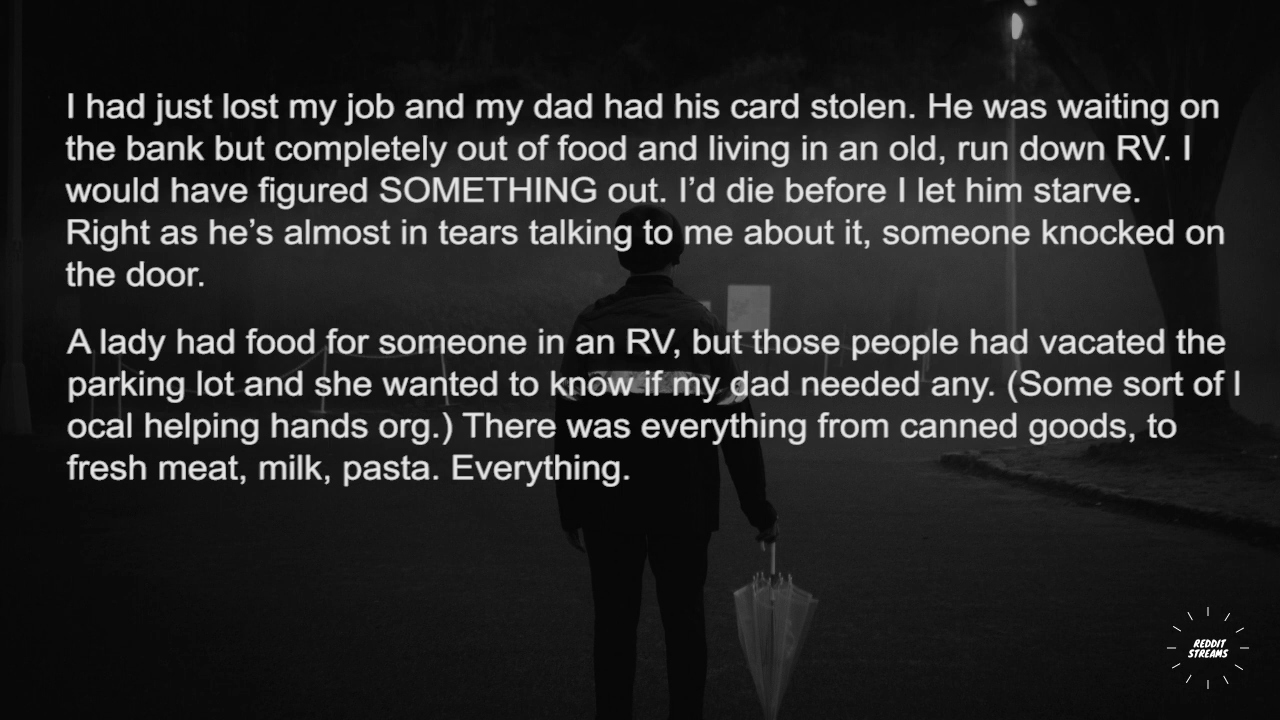 I had just lost my job and my dad had his card stolen. He was waiting on
the bank but completely out of food and living in an old, run down RV. I
would have figured SOMETHING out. I’d die before I let him starve.
Right as he’s almost in tears talking to me about it, someone knocked on
the door.
A lady had food for someone in an RV, but those people had vacated the
parking lot and she wanted to know if my dad needed any. (Some sort of l
ocal helping hands org.) There was everything from canned goods, to
fresh meat, milk, pasta. Everything.
REDDIT
STREAMS